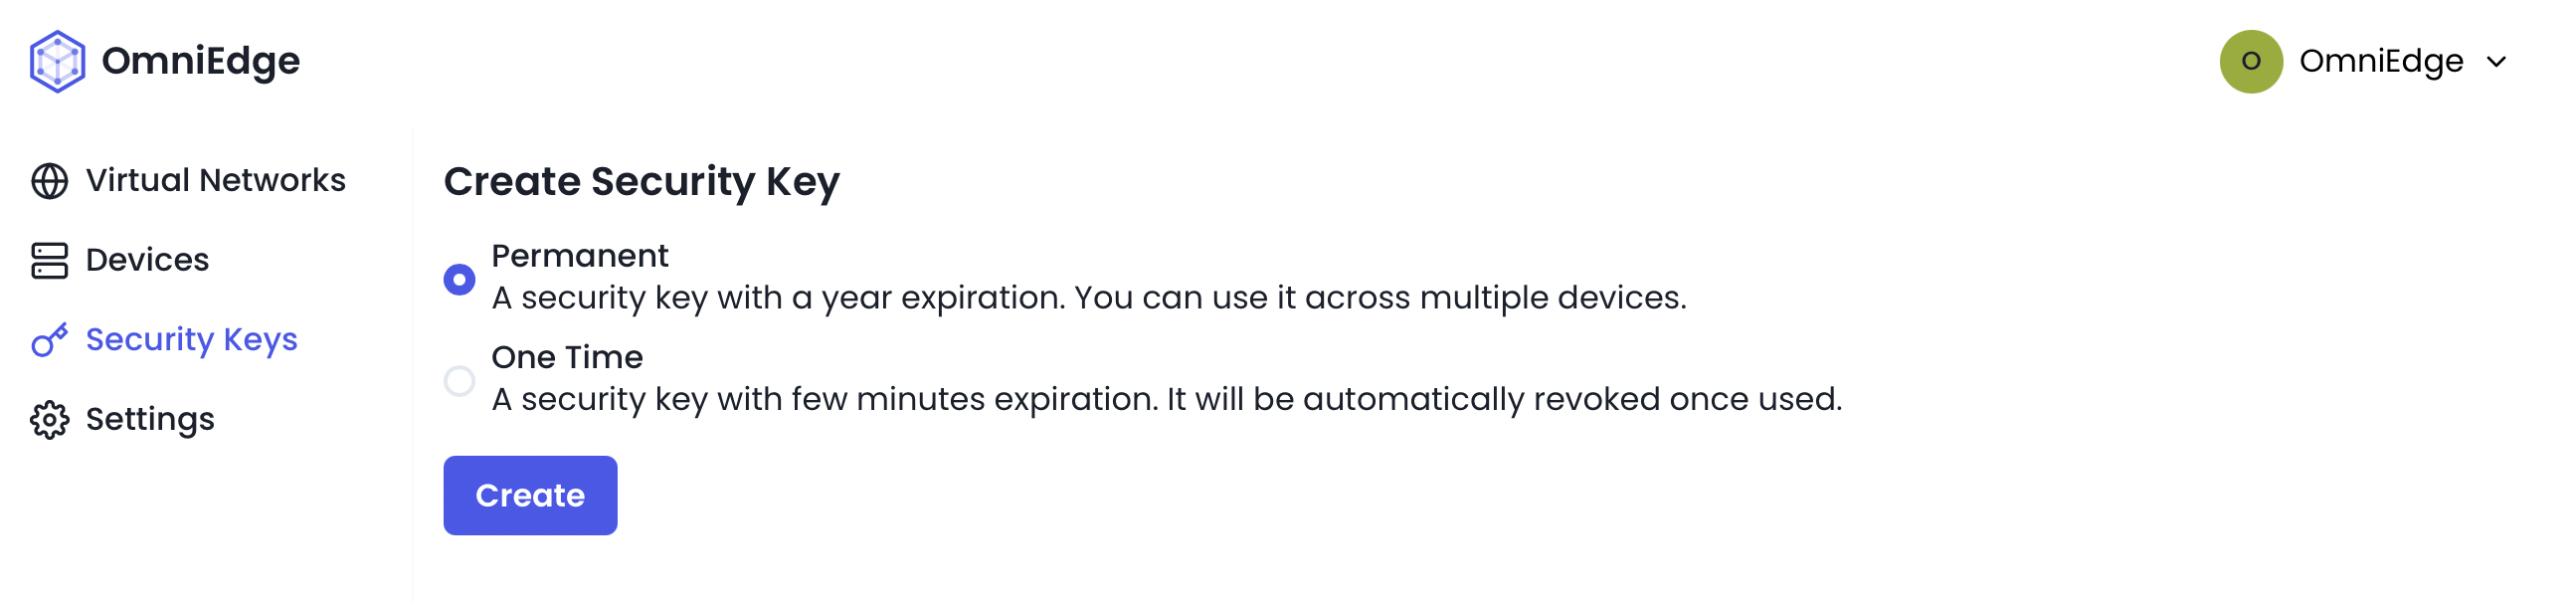 OmniEdge
O OmniEdge
Virtual Networks
Devices
Security Keys
Settings
Create Security Key
Permanent
A security key with a year expiration. You can use it across multiple devices.
One Time
A security key with few minutes expiration. It will be automatically revoked once used.
Create